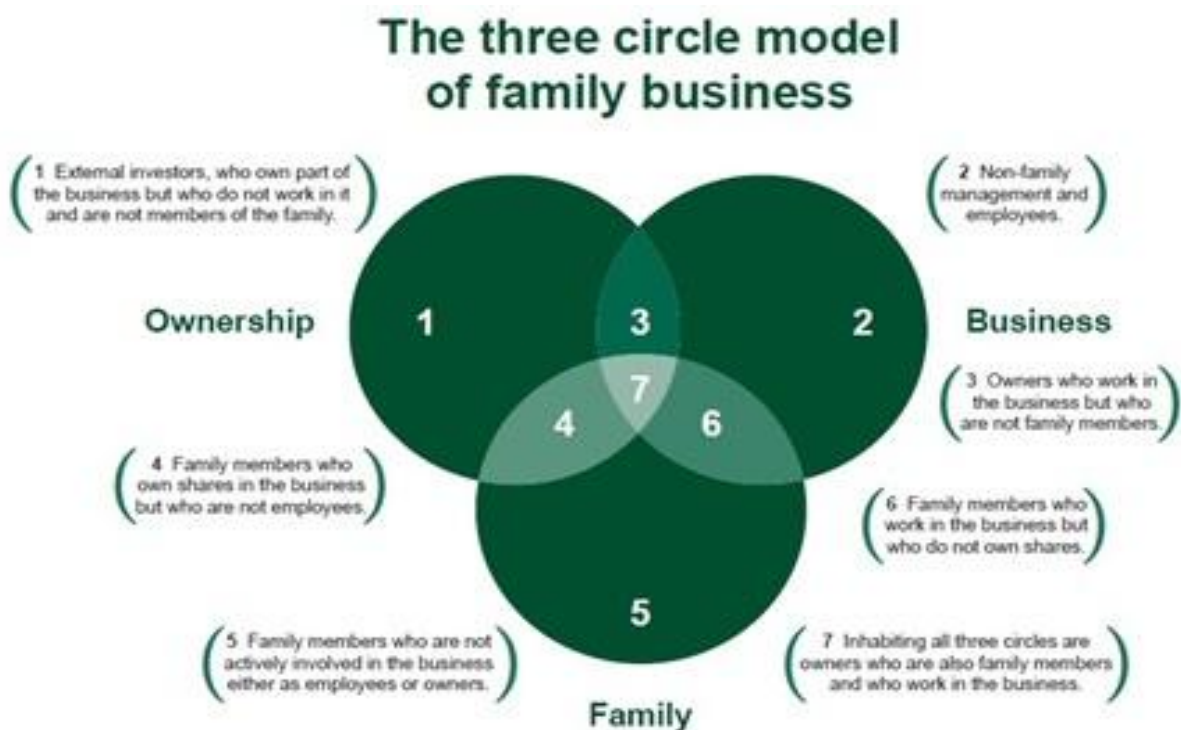 The three circle model
of family business
1 External investors, who own part of
the business but who do not work in it
and are not members of the family.
2 Non-family
management and
employees.
Ownership
1
3
2
Business
7
4
6
3 Owners who work in
the business but who
are not family members.
4 Family members who
own shares in the business
but who are not employees.
6 Family members who
work in the business but
who do not own shares.
5
5 Family members who are not
actively involved in the business
either as employees or owners.
7 Inhabiting all three circles are
owners who are also family members
and who work in the business.
Family